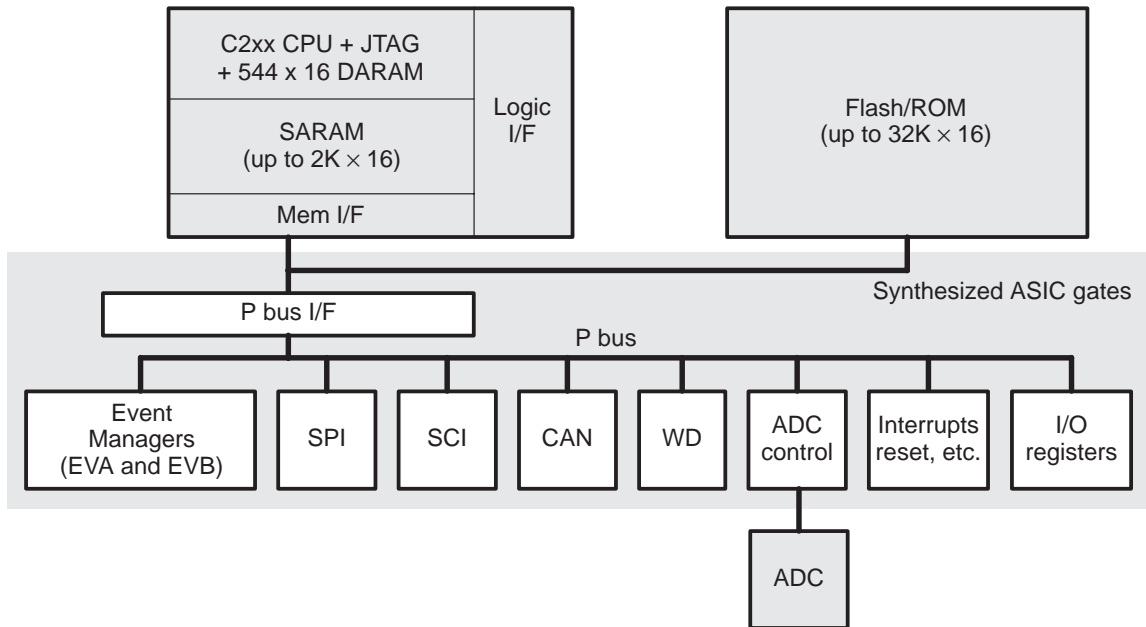 C2xx CPU + JTAG
+ 544 x 16 DARAM
Logic
I/F
SARAM
(up to 2K × 16)
Mem I/F
Flash/ROM
(up to 32K × 16)
Synthesized ASIC gates
P bus I/F
P bus
Event
Managers
(EVA and EVB)
SPI
SCI
CAN
WD
ADC
control
Interrupts
reset, etc.
I/O
registers
ADC